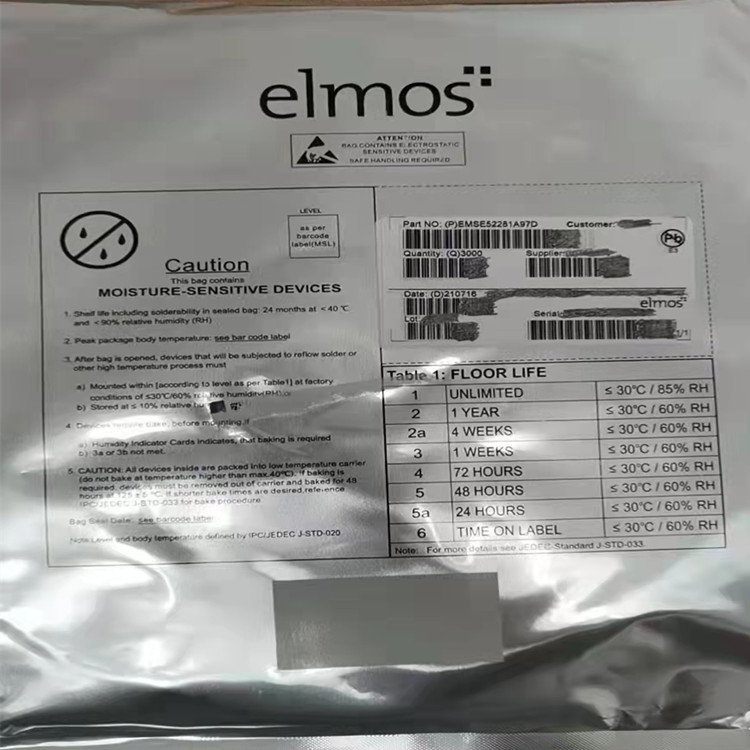 elmos
ATTENTION
BAG CONTAINS ELECTROSTATIC
SENSITIVE DEVICES
SAFE HANDLING REQUIRED
LEVEL
as per
barcode
label(MSL)
Caution
This bag contains
MOISTURE-SENSITIVE DEVICES
1. Shelf life including solderability in sealed bag: 24 months at < 40 °C
and < 90% relative humidity (RH)
2. Peak package body temperature: see bar code label
3. After bag is opened, devices that will be subjected to reflow solder or
other high temperature process must
a) Mounted within [according to level as per Table1] at factory
conditions of ≤30°C/60% humidity(RH)
b) Stored at ≤ 10% relative
4. Devices require bake, before mounting if
a) Humidity Indicator Cards indicates, that baking is required
b) 3a or 3b not met.
5. CAUTION: All devices inside are packed into low temperature carrier
(do not bake at temperature higher than max.40°C). If baking is
required, devices must be removed out of carrier and baked for 48
hours at 125 ± 5 °C. If shorter bake times are desired, reference
IPC/JEDEC J-STD-033 for bake procedure.
Bag Seal Date: see barcode label
Note: Level and body temperature defined by IPC/JEDEC J-STD-020
Part NO: (P)EMSE52281A97D Customer:
Pb
e3
Quantity: (Q)3000 Supplier:
Date: (D)210716
elmos
Lot Serial
1/1
Table 1: FLOOR LIFE
1 UNLIMITED ≤ 30°C / 85% RH
2 1 YEAR ≤ 30°C / 60% RH
2a 4 WEEKS ≤ 30°C / 60% RH
3 1 WEEKS ≤ 30°C / 60% RH
4 72 HOURS ≤ 30°C / 60% RH
5 48 HOURS ≤ 30°C / 60% RH
5a 24 HOURS ≤ 30°C / 60% RH
6 TIME ON LABEL ≤ 30°C / 60% RH
Note: For more details see JEDEC-Standard J-STD-033.